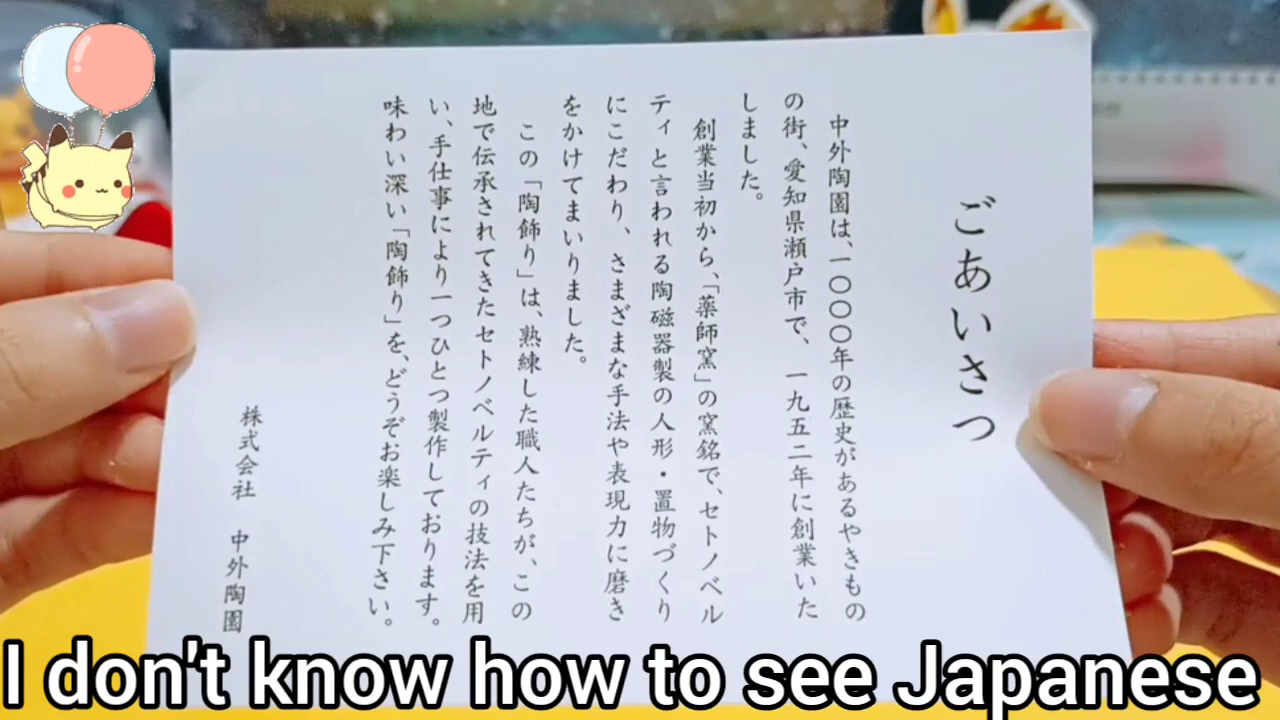 ごあいさつ
中外陶園は、一〇〇〇年の歴史があるやきもの
の街、愛知県瀬戸市で、一九五二年に創業いた
しました。
創業当初から、「薬師窯」の窯銘で、セトノベル
ティと言われる陶磁器製の人形・置物づくり
にこだわり、さまざまな手法や表現力に磨き
をかけてまいりました。
この「陶飾り」は、熟練した職人たちが、この
地で伝承されてきたセトノベルティの技法を用
い、手仕事により一つひとつ製作しております。
味わい深い「陶飾り」を、どうぞお楽しみ下さい。
株式会社 中外陶園
I don't know how to see Japanese